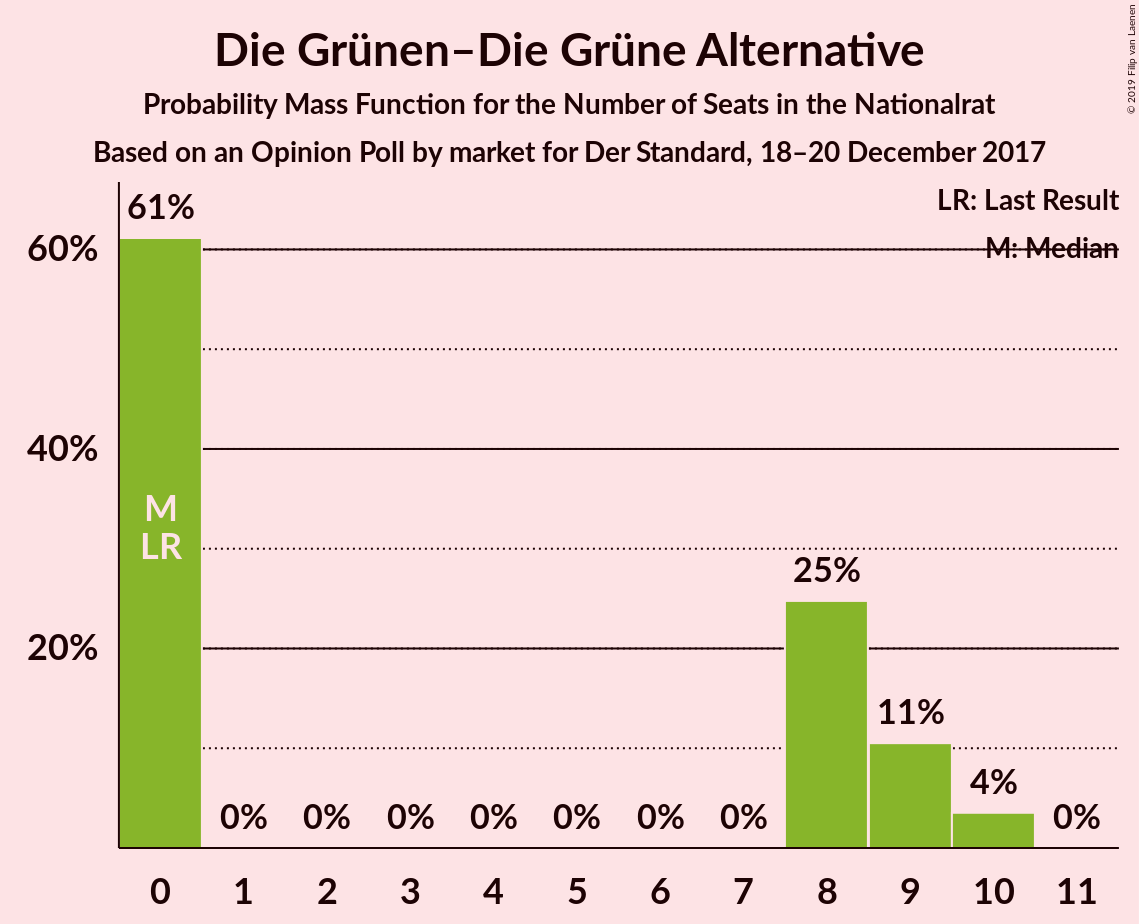 Die Grünen–Die Grüne Alternative
Probability Mass Function for the Number of Seats in the Nationalrat
Based on an Opinion Poll by market for Der Standard, 18–20 December 2017
© 2019 Filip van Laenen
LR: Last Result
M: Median
61%
60%
40%
20%
M
LR
0% 0% 0% 0% 0% 0% 0% 25% 11% 4% 0%
0 1 2 3 4 5 6 7 8 9 10 11